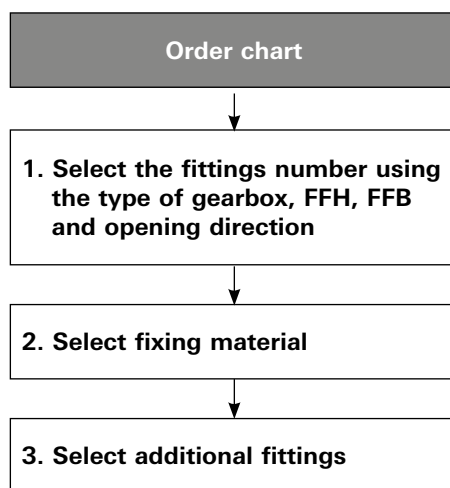 Order chart
1. Select the fittings number using
the type of gearbox, FFH, FFB
and opening direction
2. Select fixing material
3. Select additional fittings